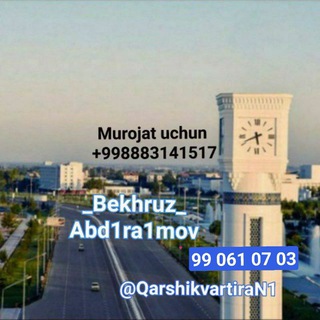 Murojat uchun
+998883141517
_Bekhruz_
Abd1ra1mov
99 061 07 03
@QarshikvartiraN1